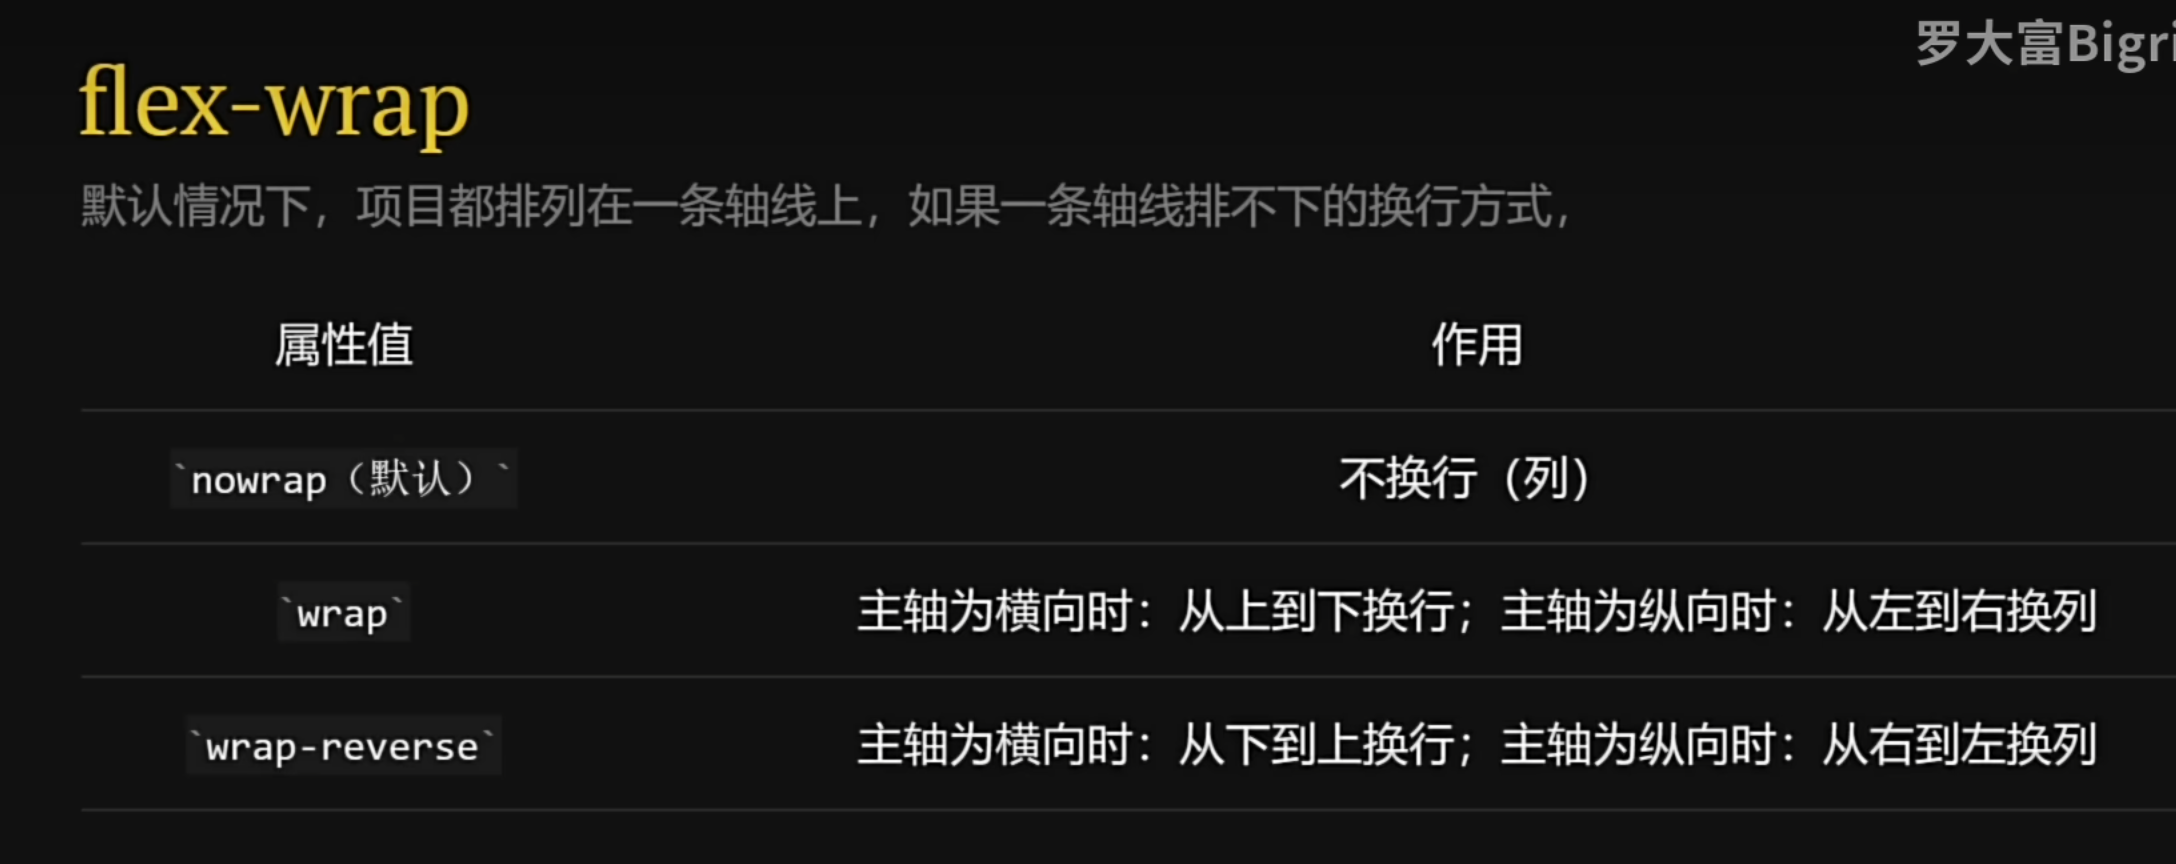 罗大富Bigri
flex-wrap
默认情况下，项目都排列在一条轴线上，如果一条轴线排不下的换行方式，
属性值 作用
`nowrap（默认）` 不换行（列）
`wrap` 主轴为横向时：从上到下换行；主轴为纵向时：从左到右换列
`wrap-reverse` 主轴为横向时：从下到上换行；主轴为纵向时：从右到左换列